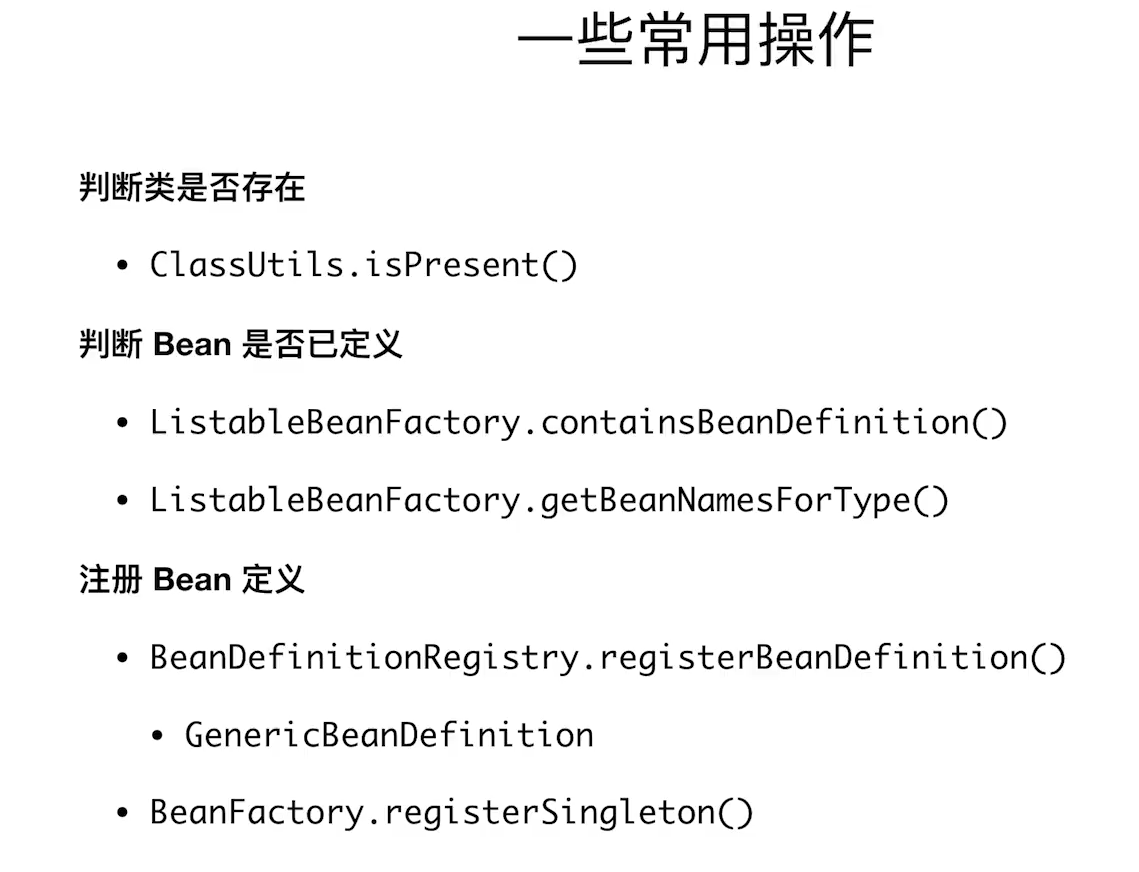 一些常用操作
判断类是否存在
• ClassUtils.isPresent()
判断 Bean 是否已定义
• ListableBeanFactory.containsBeanDefinition()
• ListableBeanFactory.getBeanNamesForType()
注册 Bean 定义
• BeanDefinitionRegistry.registerBeanDefinition()
• GenericBeanDefinition
• BeanFactory.registerSingleton()